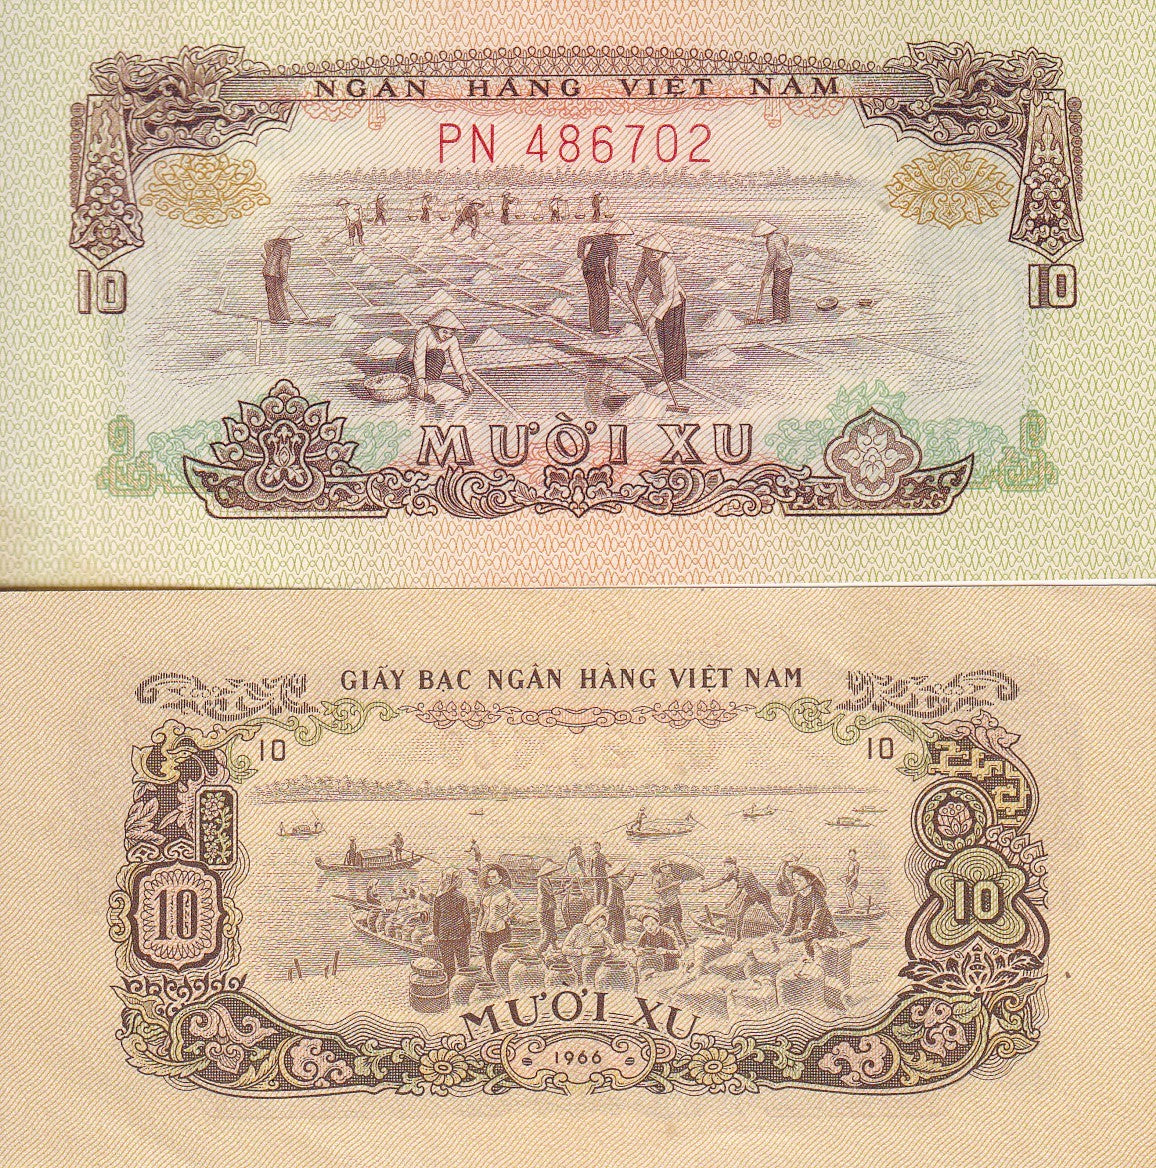 NGÂN HÀNG VIỆT NAM
PN 486702
10 10
MƯỜI XU
GIẤY BẠC NGÂN HÀNG VIỆT NAM
10 10
10 10
MƯỜI XU
1966